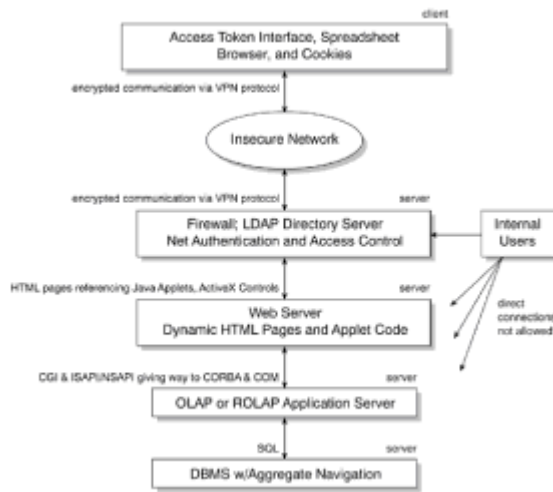 client
Access Token Interface, Spreadsheet
Browser, and Cookies
encrypted communication via VPN protocol
Insecure Network
encrypted communication via VPN protocol
server
Firewall; LDAP Directory Server
Net Authentication and Access Control
Internal
Users
HTML pages referencing Java Applets, ActiveX Controls
server
direct
connections
not allowed!
Web Server
Dynamic HTML Pages and Applet Code
CGI & ISAPI/NSAPI giving way to CORBA & COM
server
OLAP or ROLAP Application Server
SQL
server
DBMS w/Aggregate Navigation